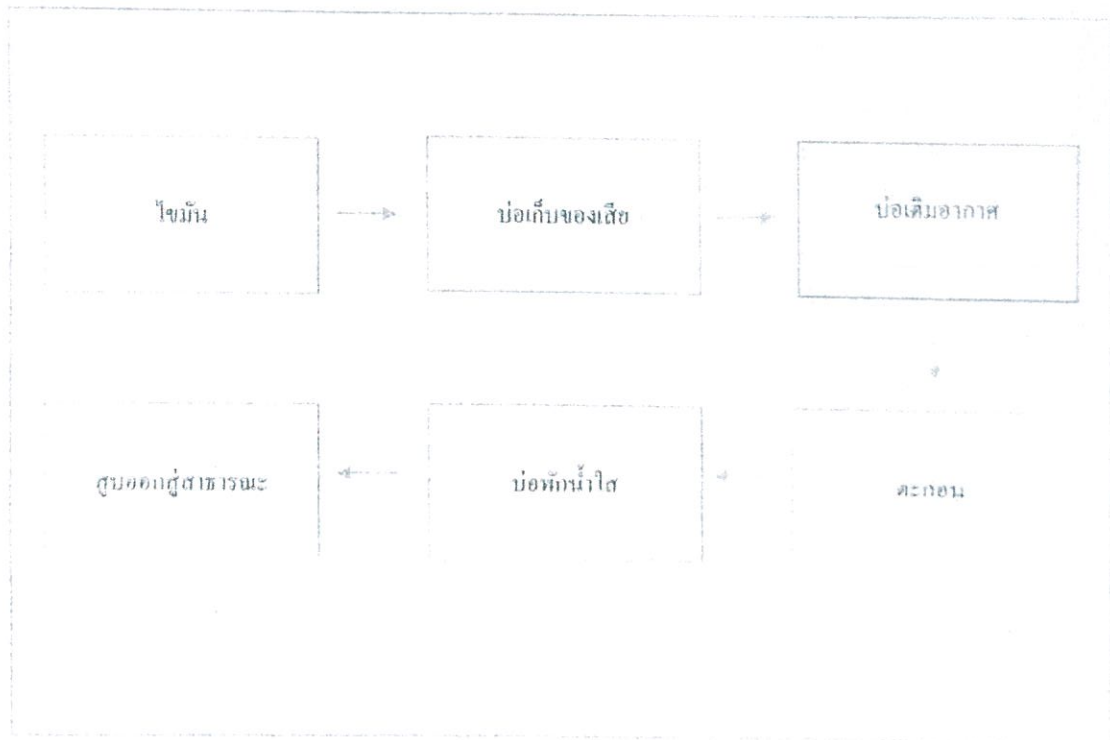 ไขมัน
บ่อเก็บของเสีย
บ่อเติมอากาศ
ตะกอน
บ่อพักน้ำใส
สูบออกสู่สาธารณะ